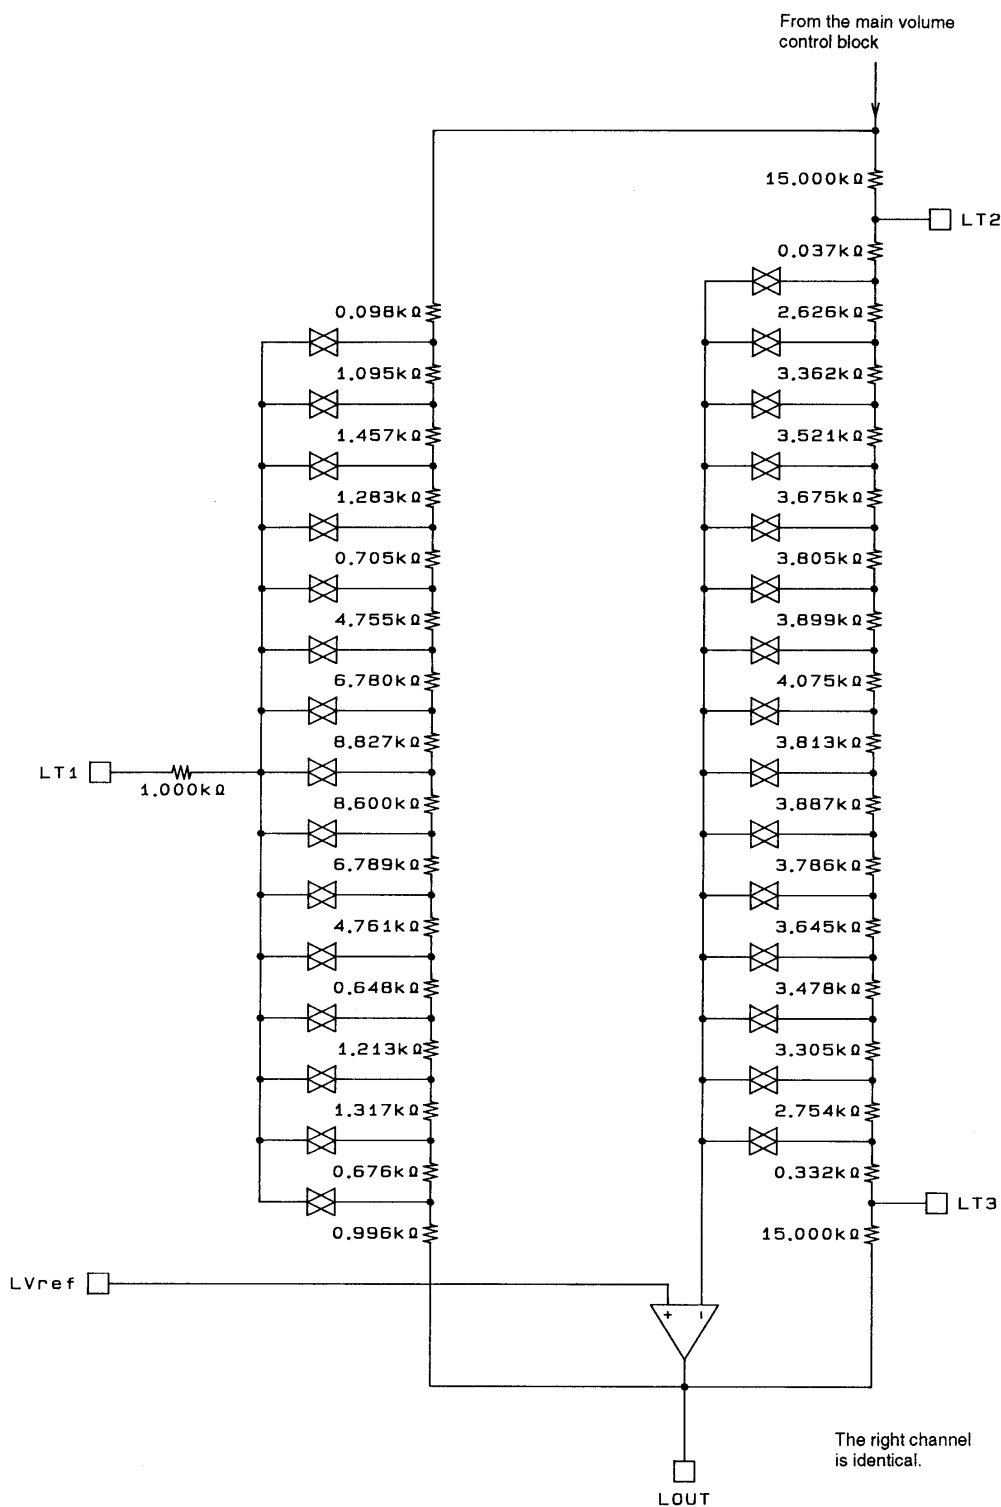 From the main volume
control block
15.000kΩ
LT2
0.037kΩ
0.098kΩ
2.626kΩ
1.095kΩ
3.362kΩ
1.457kΩ
3.521kΩ
1.283kΩ
3.675kΩ
0.705kΩ
3.805kΩ
4.755kΩ
3.899kΩ
6.780kΩ
4.075kΩ
8.827kΩ
3.813kΩ
LT1
1.000kΩ
8.600kΩ
3.887kΩ
6.789kΩ
3.786kΩ
4.761kΩ
3.645kΩ
0.648kΩ
3.478kΩ
1.213kΩ
3.305kΩ
1.317kΩ
2.754kΩ
0.676kΩ
0.332kΩ
LT3
0.996kΩ
15.000kΩ
LVref
+ −
The right channel
is identical.
LOUT